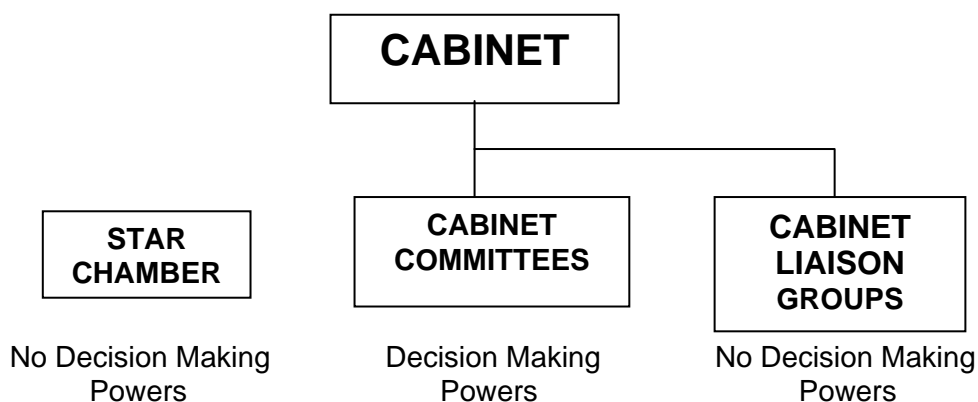 CABINET
STAR
CHAMBER
CABINET
COMMITTEES
CABINET
LIAISON
GROUPS
No Decision Making
Powers
Decision Making
Powers
No Decision Making
Powers